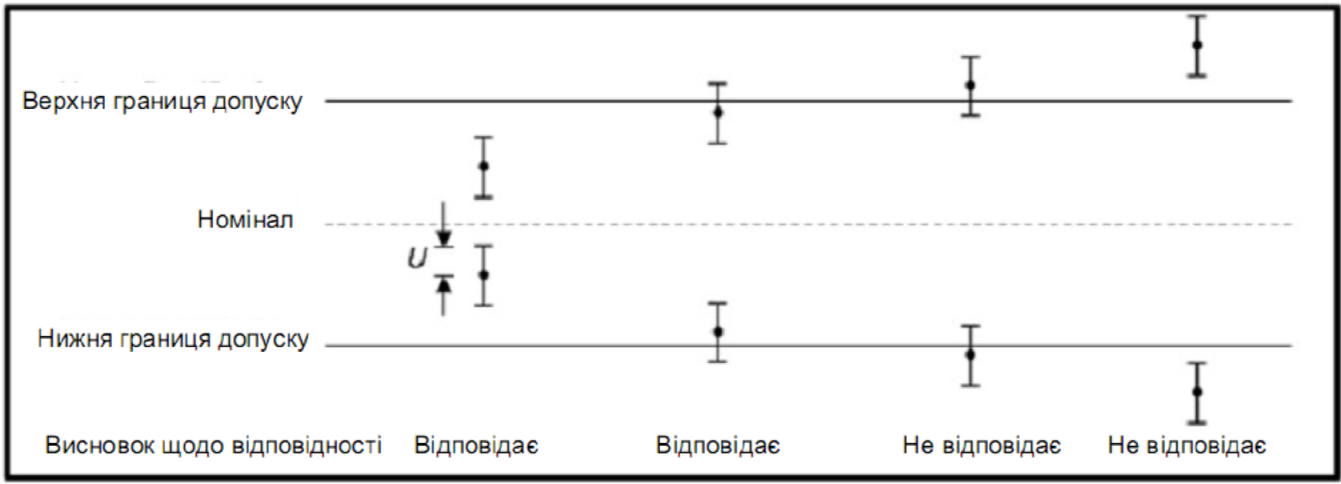 Верхня границя допуску
Номінал
U
Нижня границя допуску
Висновок щодо відповідності Відповідає Відповідає Не відповідає Не відповідає